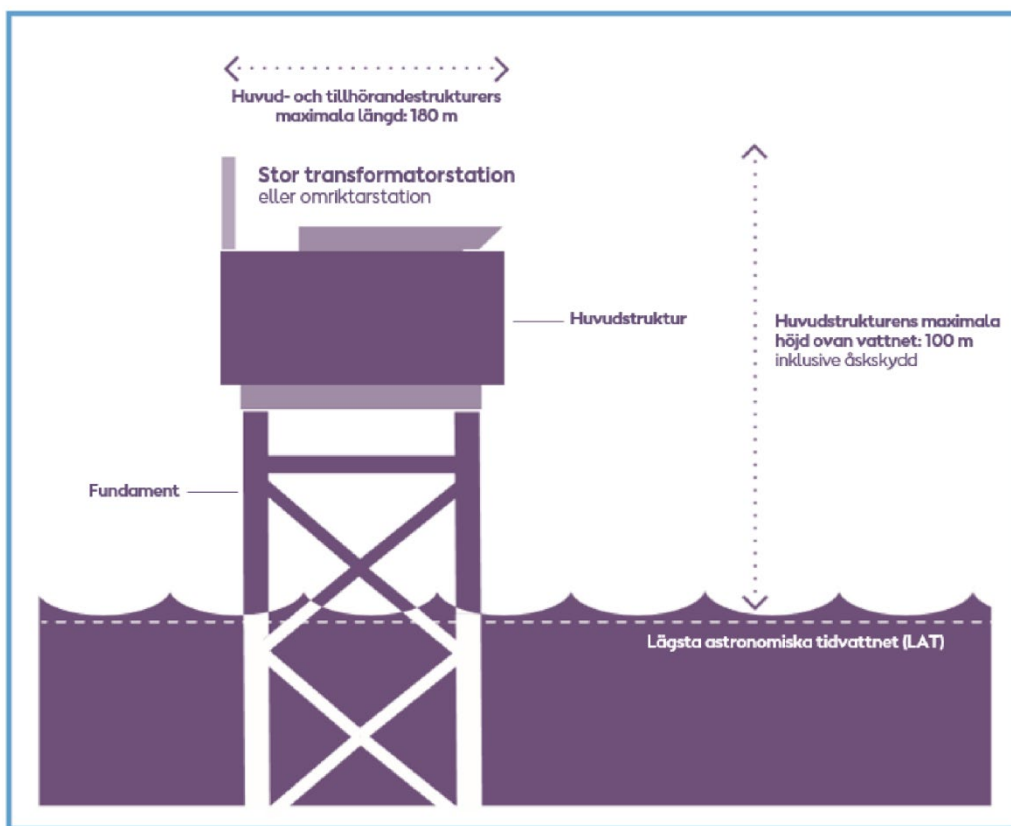 Huvud- och tillhörandestrukturers
maximala längd: 180 m
Stor transformatorstation
eller omriktarstation
Huvudstruktur
Huvudstrukturens maximala
höjd ovan vattnet: 100 m
inklusive åskskydd
Fundament
Lägsta astronomiska tidvattnet (LAT)